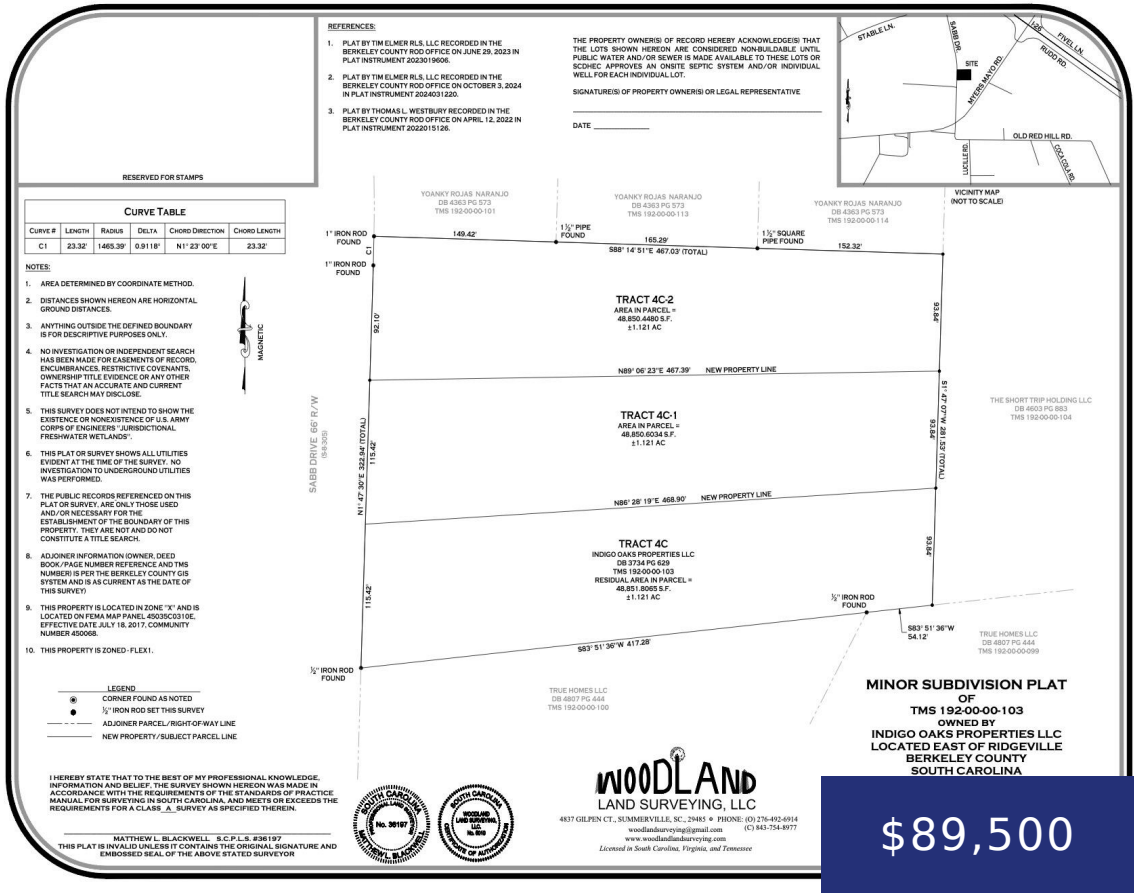 REFERENCES:
1. PLAT BY TIM ELMER RLS, LLC RECORDED IN THE
BERKELEY COUNTY ROD OFFICE ON JUNE 29, 2023 IN
PLAT INSTRUMENT 2023019606.
2. PLAT BY TIM ELMER RLS, LLC RECORDED IN THE
BERKELEY COUNTY ROD OFFICE ON OCTOBER 3, 2024
IN PLAT INSTRUMENT 2024031220.
3. PLAT BY THOMAS L. WESTBURY RECORDED IN THE
BERKELEY COUNTY ROD OFFICE ON APRIL 12, 2022 IN
PLAT INSTRUMENT 2022015126.
THE PROPERTY OWNER(S) OF RECORD HEREBY ACKNOWLEDGE(S) THAT
THE LOTS SHOWN HEREON ARE CONSIDERED NON-BUILDABLE UNTIL
PUBLIC WATER AND/OR SEWER IS MADE AVAILABLE TO THESE LOTS OR
SCDHEC APPROVES AN ONSITE SEPTIC SYSTEM AND/OR INDIVIDUAL
WELL FOR EACH INDIVIDUAL LOT.
SIGNATURE(S) OF PROPERTY OWNER(S) OR LEGAL REPRESENTATIVE
DATE
STABLE LN.
SABB DR.
I-26
FIVEL LN.
RUDD RD.
SITE
MYERS MAYO RD.
OLD RED HILL RD.
LUCILLE RD.
COCA COLA RD.
VICINITY MAP
(NOT TO SCALE)
RESERVED FOR STAMPS
CURVE TABLE
CURVE # LENGTH RADIUS DELTA CHORD DIRECTION CHORD LENGTH
C1 23.32' 1465.39' 0.9118° N1° 23' 00"E 23.32'
NOTES:
1. AREA DETERMINED BY COORDINATE METHOD.
2. DISTANCES SHOWN HEREON ARE HORIZONTAL
GROUND DISTANCES.
3. ANYTHING OUTSIDE THE DEFINED BOUNDARY
IS FOR DESCRIPTIVE PURPOSES ONLY.
4. NO INVESTIGATION OR INDEPENDENT SEARCH
HAS BEEN MADE FOR EASEMENTS OF RECORD,
ENCUMBRANCES, RESTRICTIVE COVENANTS,
OWNERSHIP TITLE EVIDENCE OR ANY OTHER
FACTS THAT AN ACCURATE AND CURRENT
TITLE SEARCH MAY DISCLOSE.
5. THIS SURVEY DOES NOT INTEND TO SHOW THE
EXISTENCE OR NONEXISTENCE OF U.S. ARMY
CORPS OF ENGINEERS "JURISDICTIONAL
FRESHWATER WETLANDS".
6. THIS PLAT OR SURVEY SHOWS ALL UTILITIES
EVIDENT AT THE TIME OF THE SURVEY. NO
INVESTIGATION TO UNDERGROUND UTILITIES
WAS PERFORMED.
7. THE PUBLIC RECORDS REFERENCED ON THIS
PLAT OR SURVEY, ARE ONLY THOSE USED
AND/OR NECESSARY FOR THE
ESTABLISHMENT OF THE BOUNDARY OF THIS
PROPERTY. THEY ARE NOT AND DO NOT
CONSTITUTE A TITLE SEARCH.
8. ADJOINER INFORMATION (OWNER, DEED
BOOK/PAGE NUMBER REFERENCE AND TMS
NUMBER) IS PER THE BERKELEY COUNTY GIS
SYSTEM AND IS AS CURRENT AS THE DATE OF
THIS SURVEY)
9. THIS PROPERTY IS LOCATED IN ZONE "X" AND IS
LOCATED ON FEMA MAP PANEL 45035C0310E,
EFFECTIVE DATE JULY 18, 2017, COMMUNITY
NUMBER 450068.
10. THIS PROPERTY IS ZONED-FLEX1.
MAGNETIC
YOANKY ROJAS NARANJO
DB 4363 PG 573
TMS 192-00-00-101
YOANKY ROJAS NARANJO
DB 4363 PG 573
TMS 192-00-00-113
YOANKY ROJAS NARANJO
DB 4363 PG 573
TMS 192-00-00-114
1" IRON ROD
FOUND
C1
1" IRON ROD
FOUND
149.42'
1 ½" PIPE
FOUND
165.29'
S88° 14' 51"E 467.03' (TOTAL)
1 ½" SQUARE
PIPE FOUND
152.32'
92.10'
TRACT 4C-2
AREA IN PARCEL =
48,850.4480 S.F.
±1.121 AC
93.84'
N89° 06' 23"E 467.39' NEW PROPERTY LINE
SABB DRIVE 66' R/W
(S-8-305)
N1° 47' 30"E 322.94' (TOTAL)
115.42'
TRACT 4C-1
AREA IN PARCEL =
48,850.6034 S.F.
±1.121 AC
93.84'
S1° 47' 07"W 281.53' (TOTAL)
THE SHORT TRIP HOLDING LLC
DB 4603 PG 883
TMS 192-00-00-104
N86° 28' 19"E 468.90' NEW PROPERTY LINE
TRACT 4C
INDIGO OAKS PROPERTIES LLC
DB 3734 PG 629
TMS 192-00-00-103
RESIDUAL AREA IN PARCEL =
48,851.8065 S.F.
±1.121 AC
93.84'
115.42'
½" IRON ROD
FOUND
S83° 51' 36"W
54.12'
S83° 51' 36"W 417.28'
½" IRON ROD
FOUND
TRUE HOMES LLC
DB 4807 PG 444
TMS 192-00-00-099
TRUE HOMES LLC
DB 4807 PG 444
TMS 192-00-00-100
LEGEND
CORNER FOUND AS NOTED
½" IRON ROD SET THIS SURVEY
ADJOINER PARCEL/RIGHT-OF-WAY LINE
NEW PROPERTY/SUBJECT PARCEL LINE
MINOR SUBDIVISION PLAT
OF
TMS 192-00-00-103
OWNED BY
INDIGO OAKS PROPERTIES LLC
LOCATED EAST OF RIDGEVILLE
BERKELEY COUNTY
SOUTH CAROLINA
I HEREBY STATE THAT TO THE BEST OF MY PROFESSIONAL KNOWLEDGE,
INFORMATION AND BELIEF, THE SURVEY SHOWN HEREON WAS MADE IN
ACCORDANCE WITH THE REQUIREMENTS OF THE STANDARDS OF PRACTICE
MANUAL FOR SURVEYING IN SOUTH CAROLINA, AND MEETS OR EXCEEDS THE
REQUIREMENTS FOR A CLASS A SURVEY AS SPECIFIED THEREIN.
MATTHEW L. BLACKWELL S.C.P.L.S. #36197
THIS PLAT IS INVALID UNLESS IT CONTAINS THE ORIGINAL SIGNATURE AND
EMBOSSED SEAL OF THE ABOVE STATED SURVEYOR
SOUTH CAROLINA
No. 36197
MATTHEW L. BLACKWELL
SOUTH CAROLINA
WOODLAND
LAND SURVEYING,
LLC.
CERTIFICATE OF AUTHORIZATION
WOODLAND
LAND SURVEYING, LLC
4837 GILPEN CT., SUMMERVILLE, SC., 29485 PHONE: (O) 276-492-6914
woodlandsurveying@gmail.com (C) 843-754-8977
www.woodlandlandsurveying.com
Licensed in South Carolina, Virginia, and Tennessee
$89,500